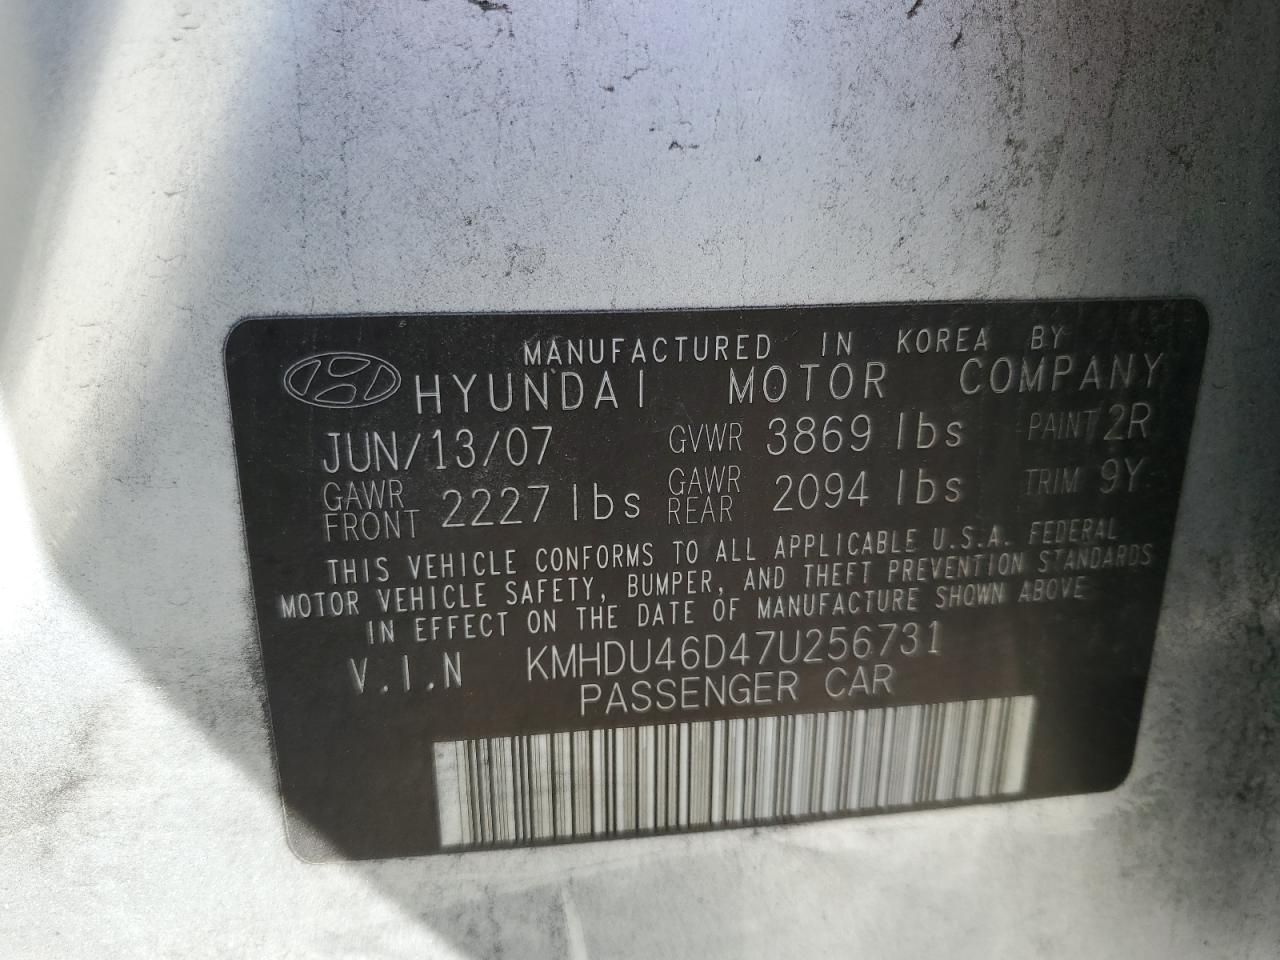 MANUFACTURED IN KOREA BY
HYUNDAI MOTOR COMPANY
JUN/13/07 GVWR 3869 lbs PAINT 2R
GAWR FRONT 2227 lbs GAWR REAR 2094 lbs TRIM 9Y
THIS VEHICLE CONFORMS TO ALL APPLICABLE U.S.A. FEDERAL
MOTOR VEHICLE SAFETY, BUMPER, AND THEFT PREVENTION STANDARDS
IN EFFECT ON THE DATE OF MANUFACTURE SHOWN ABOVE
V.I.N KMHDU46D47U256731
PASSENGER CAR